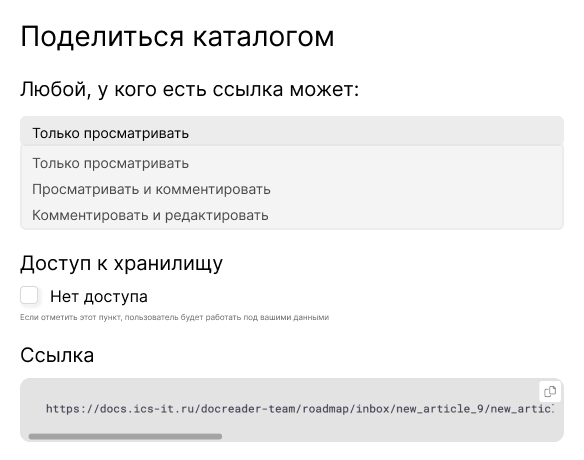 Поделиться каталогом
Любой, у кого есть ссылка может:
Только просматривать
Только просматривать
Просматривать и комментировать
Комментировать и редактировать
Доступ к хранилищу
Нет доступа
Если отметить этот пункт, пользователь будет работать под вашими данными
Ссылка
https://docs.ics-it.ru/docreader-team/roadmap/inbox/new_article_9/new_artic